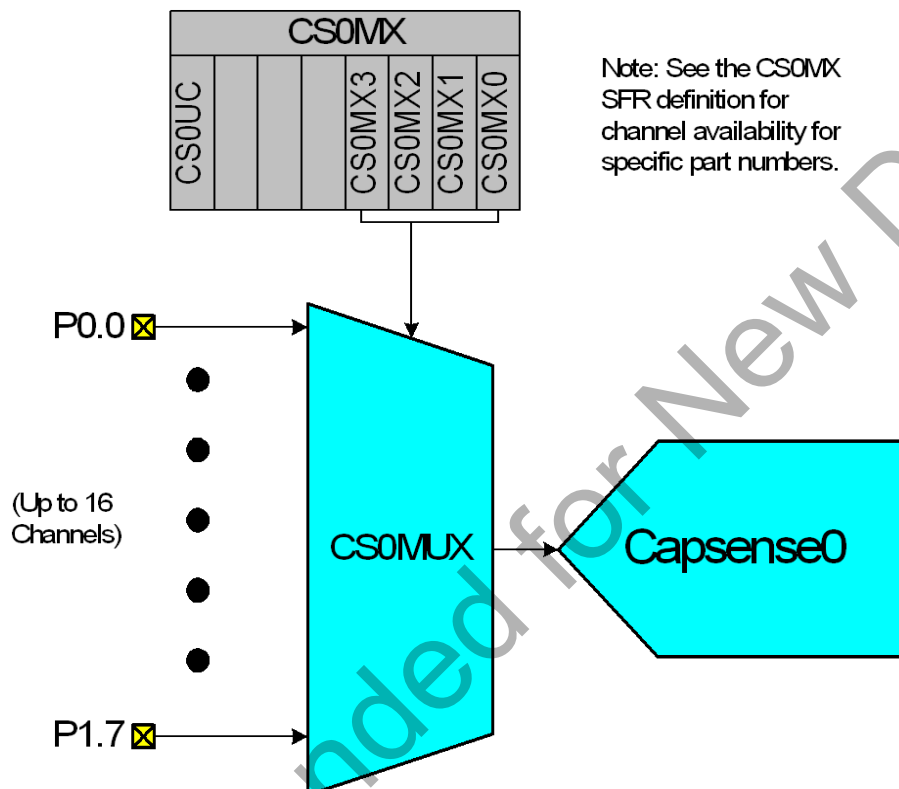 CS0MX
CS0UC
CS0MX3
CS0MX2
CS0MX1
CS0MX0
Note: See the CS0MX
SFR definition for
channel availability for
specific part numbers.
P0.0
(Up to 16
Channels)
CS0MUX
Capsense0
P1.7
nded for New D